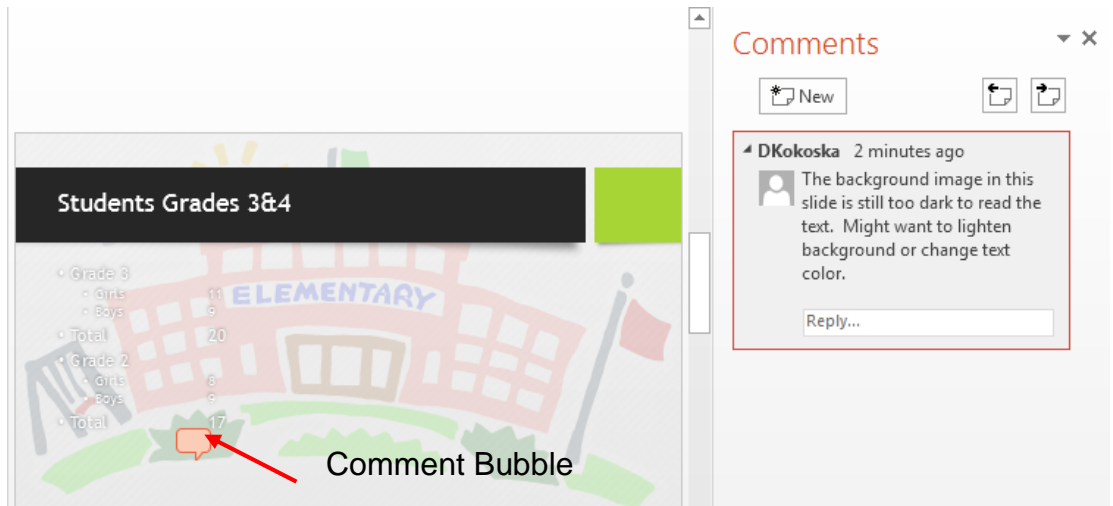 Comments
New
DKokoska 2 minutes ago
The background image in this
slide is still too dark to read the
text. Might want to lighten
background or change text
color.
Reply...
Students Grades 3&4
ELEMENTARY
• Grade 3
• Girls 11
• Boys 9
• Total 20
• Grade 2
• Girls 8
• Boys 9
• Total 17
Comment Bubble